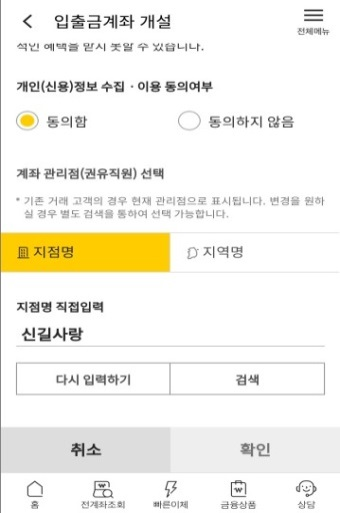 입출금계좌 개설
전체메뉴
적인 혜택을 받지 못할 수 있습니다.
개인(신용)정보 수집ㆍ이용 동의여부
동의함
동의하지 않음
계좌 관리점(권유직원) 선택
* 기존 거래 고객의 경우 현재 관리점으로 표시됩니다. 변경을 원하
실 경우 별도 검색을 통하여 선택 가능합니다.
지점명
지역명
지점명 직접입력
신길사랑
다시 입력하기
검색
취소
확인
홈
전계좌조회
빠른이체
금융상품
상담